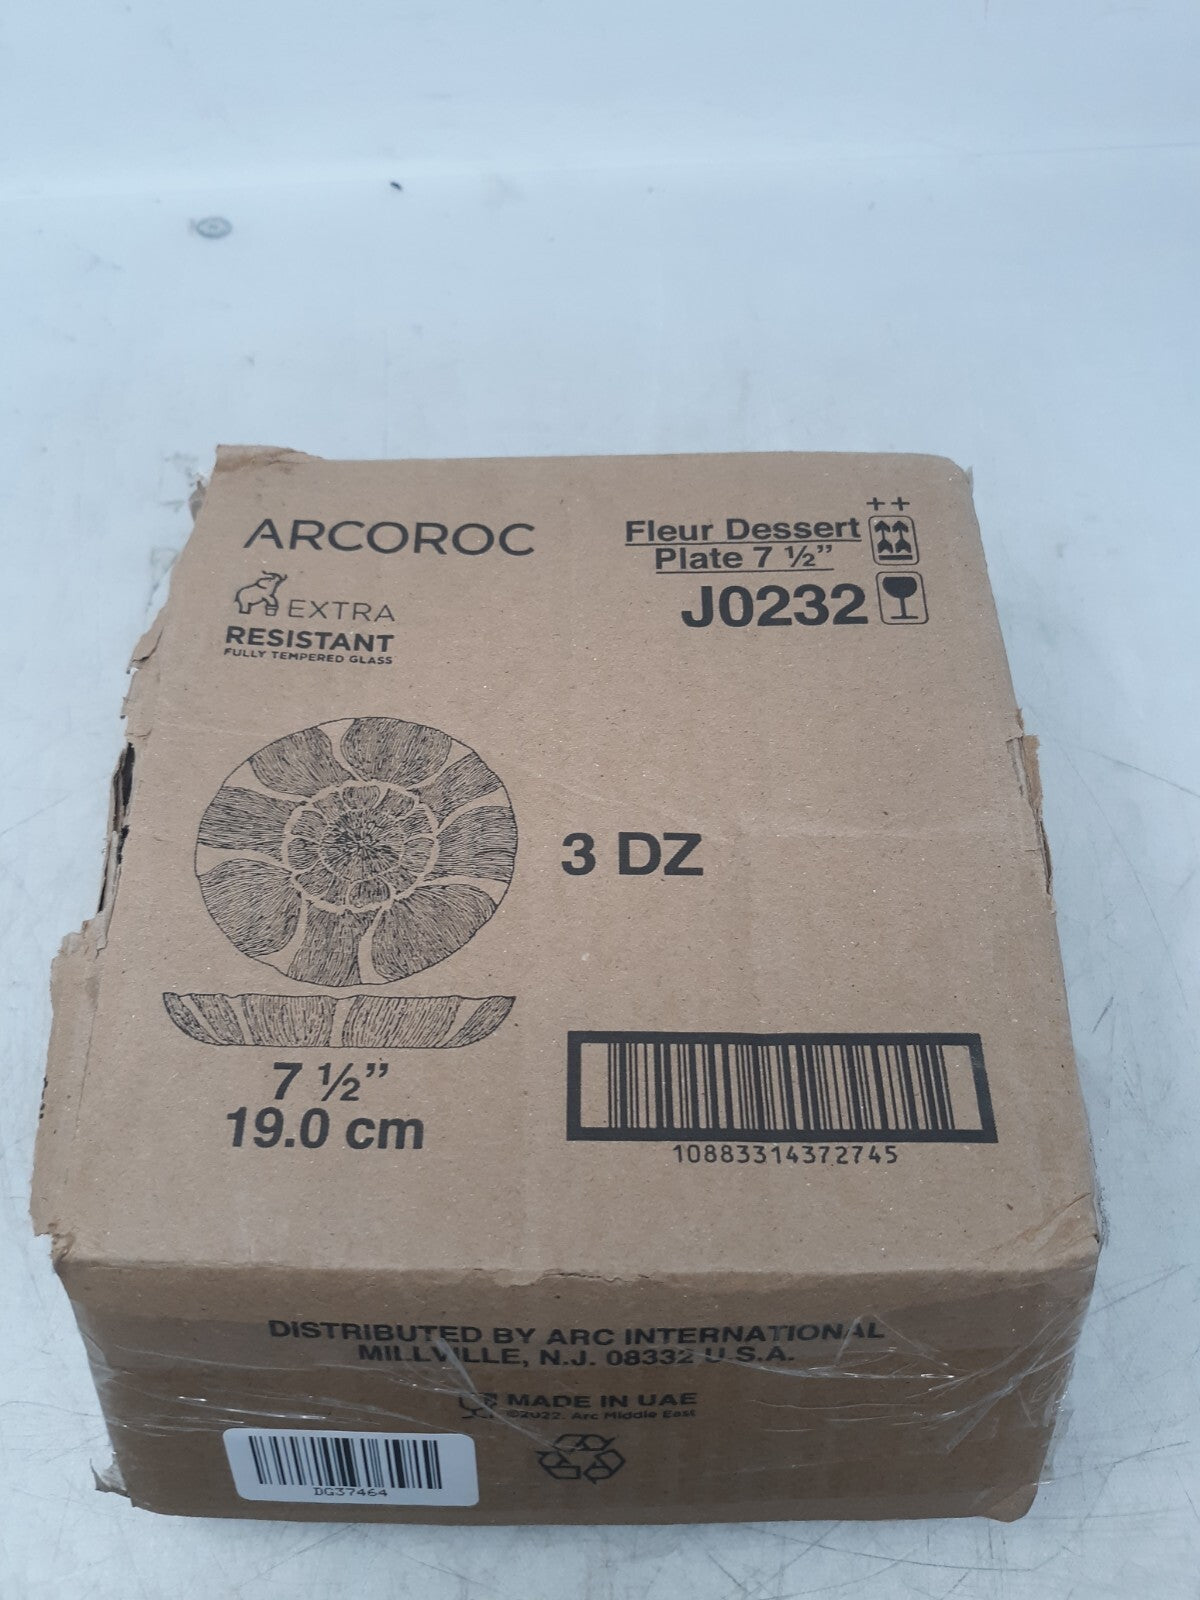 ARCOROC
EXTRA
RESISTANT
FULLY TEMPERED GLASS
Fleur Dessert
Plate 7 ½”
J0232
3 DZ
7 ½”
19.0 cm
10883314372745
DISTRIBUTED BY ARC INTERNATIONAL
MILLVILLE, N.J. 08332 U.S.A.
MADE IN UAE
©2022. Arc Middle East
DG37464